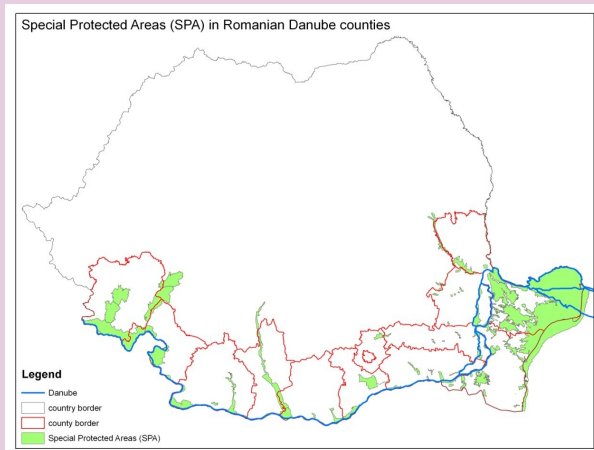 Special Protected Areas (SPA) in Romanian Danube counties
Legend
Danube
country border
county border
Special Protected Areas (SPA)